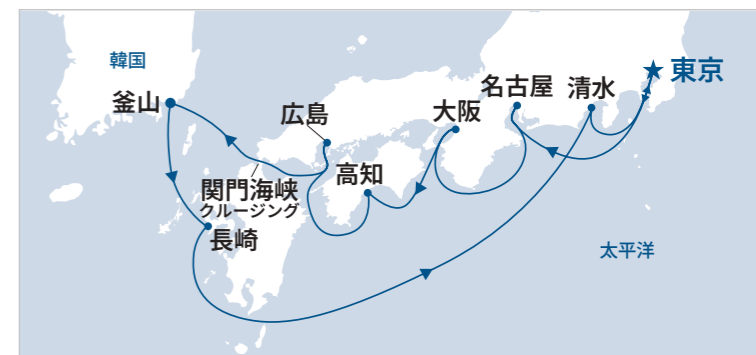 韓国
釜山
広島
大阪
名古屋
清水
東京
高知
関門海峡
クルージング
長崎
太平洋